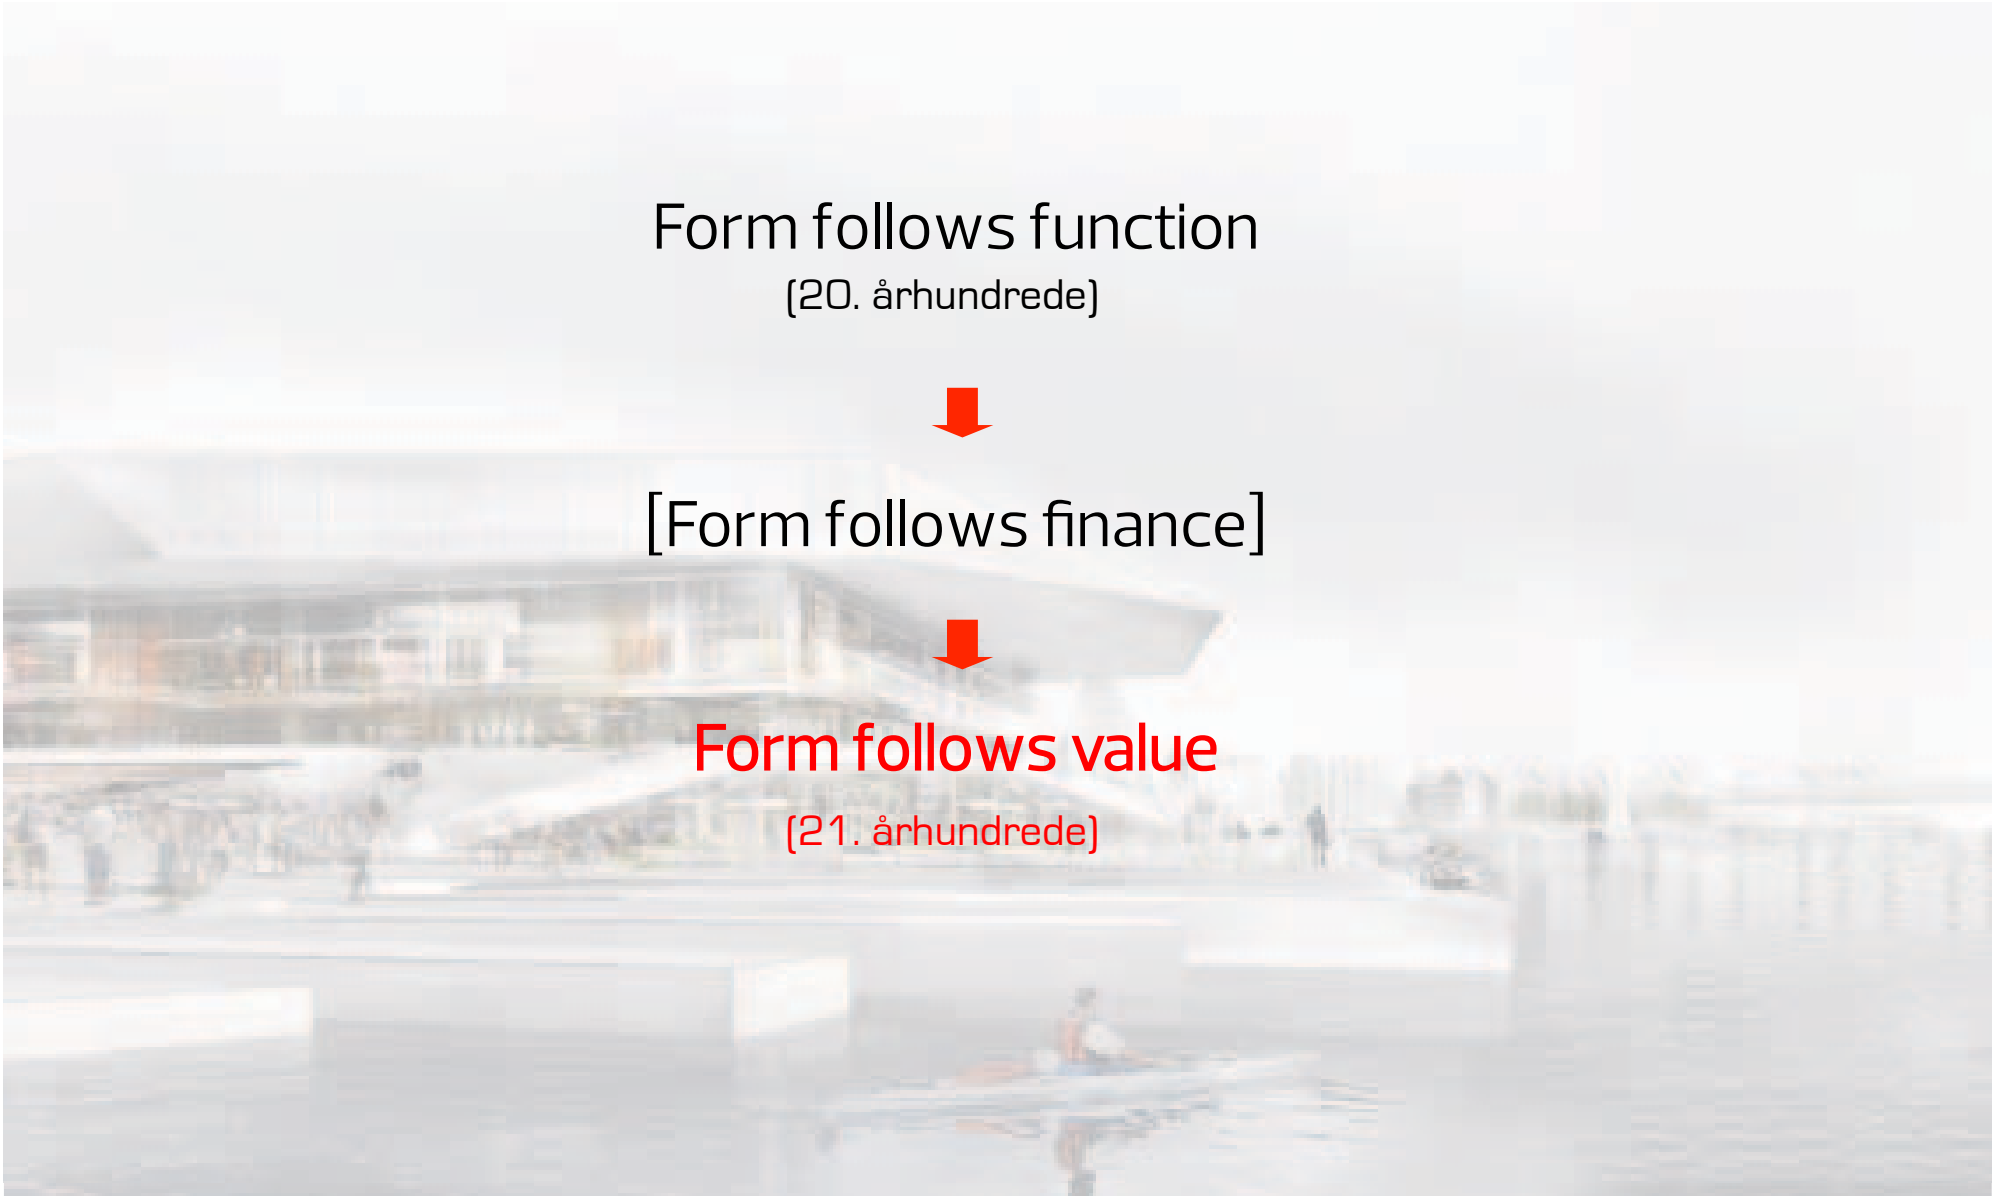 Form follows function
(20. århundrede)
[Form follows finance]
Form follows value
(21. århundrede)